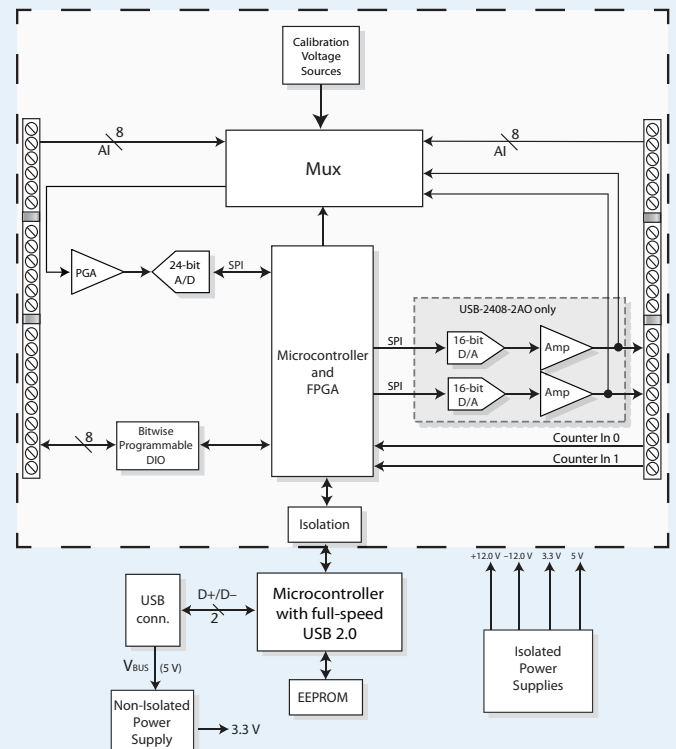 Calibration
Voltage
Sources
8
AI
Mux
8
AI
PGA
24-bit
A/D
SPI
Microcontroller
and
FPGA
USB-2408-2AO only
SPI
16-bit
D/A
Amp
SPI
16-bit
D/A
Amp
8
Bitwise
Programmable
DIO
Counter In 0
Counter In 1
Isolation
+12.0 V –12.0 V 3.3 V 5 V
USB
conn.
D+/D–
2
Microcontroller
with full-speed
USB 2.0
Isolated
Power
Supplies
VBUS (5 V)
EEPROM
Non-Isolated
Power
Supply
3.3 V